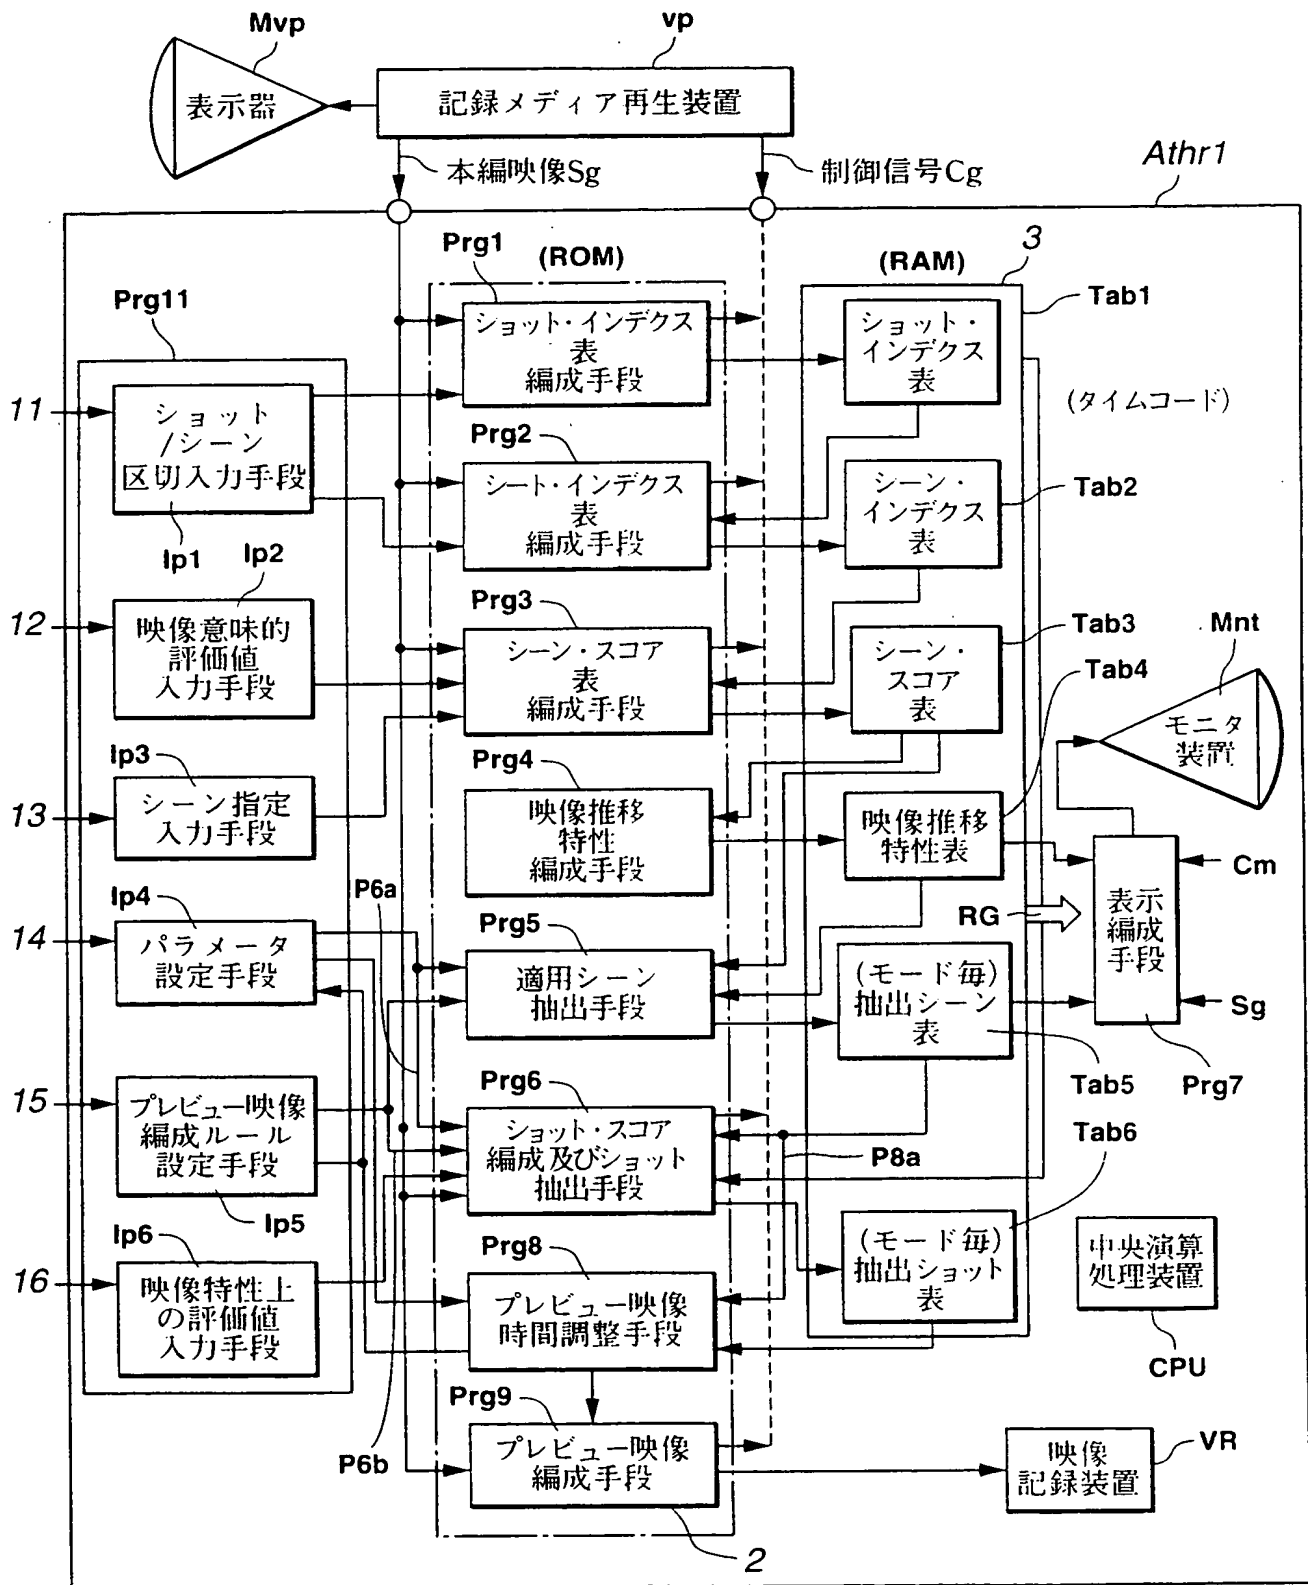 Mvp
vp
表示器
記録メディア再生装置
本編映像Sg
制御信号Cg
Athr1
Prg1
(ROM)
(RAM)
3
Prg11
Tab1
ショット・インデクス
表
編成手段
ショット・
インデクス
表
11
ショット
/シーン
区切入力手段
(タイムコード)
Prg2
シート・インデクス
表
編成手段
シーン・
インデクス
表
Tab2
Ip1
Ip2
12
映像意味的
評価値
入力手段
Prg3
シーン・スコア
表
編成手段
シーン・
スコア
表
Tab3
Tab4
Mnt
モニタ
装置
Ip3
13
シーン指定
入力手段
Prg4
映像推移
特性
編成手段
映像推移
特性表
P6a
Cm
RG
表示
編成
手段
Ip4
14
パラメータ
設定手段
Prg5
適用シーン
抽出手段
(モード毎)
抽出シーン
表
Sg
Tab5
Prg7
15
プレビュー映像
編成ルール
設定手段
Prg6
ショット・スコア
編成及びショット
抽出手段
P8a
Tab6
Ip5
Ip6
16
映像特性上
の評価値
入力手段
Prg8
プレビュー映像
時間調整手段
(モード毎)
抽出ショット
表
中央演算
処理装置
CPU
P6b
Prg9
プレビュー映像
編成手段
映像
記録装置
VR
2